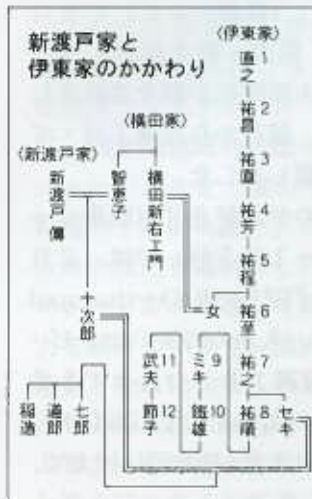 新渡戸家と
伊東家のかかわり
〈伊東家〉
直之 1
祐昌 2
祐直 3
祐芳 4
祐程 5
祐至 6
祐之 7
祐順 8
セキ
女
ミキ 9
鐵雄 10
武夫 11
節子 12
〈横田家〉
横田新右エ門
智恵子
〈新渡戸家〉
新渡戸 傳
十次郎
七郎
道郎
稲造